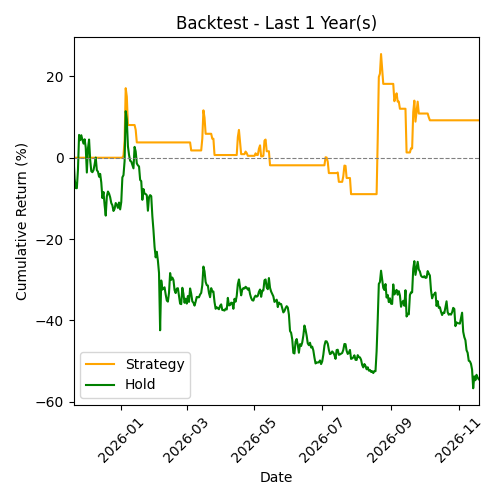 Backtest - Last 1 Year(s)
Cumulative Return (%)
20
0
−20
−40
−60
Strategy
Hold
2026-01
2026-03
2026-05
2026-07
2026-09
2026-11
Date